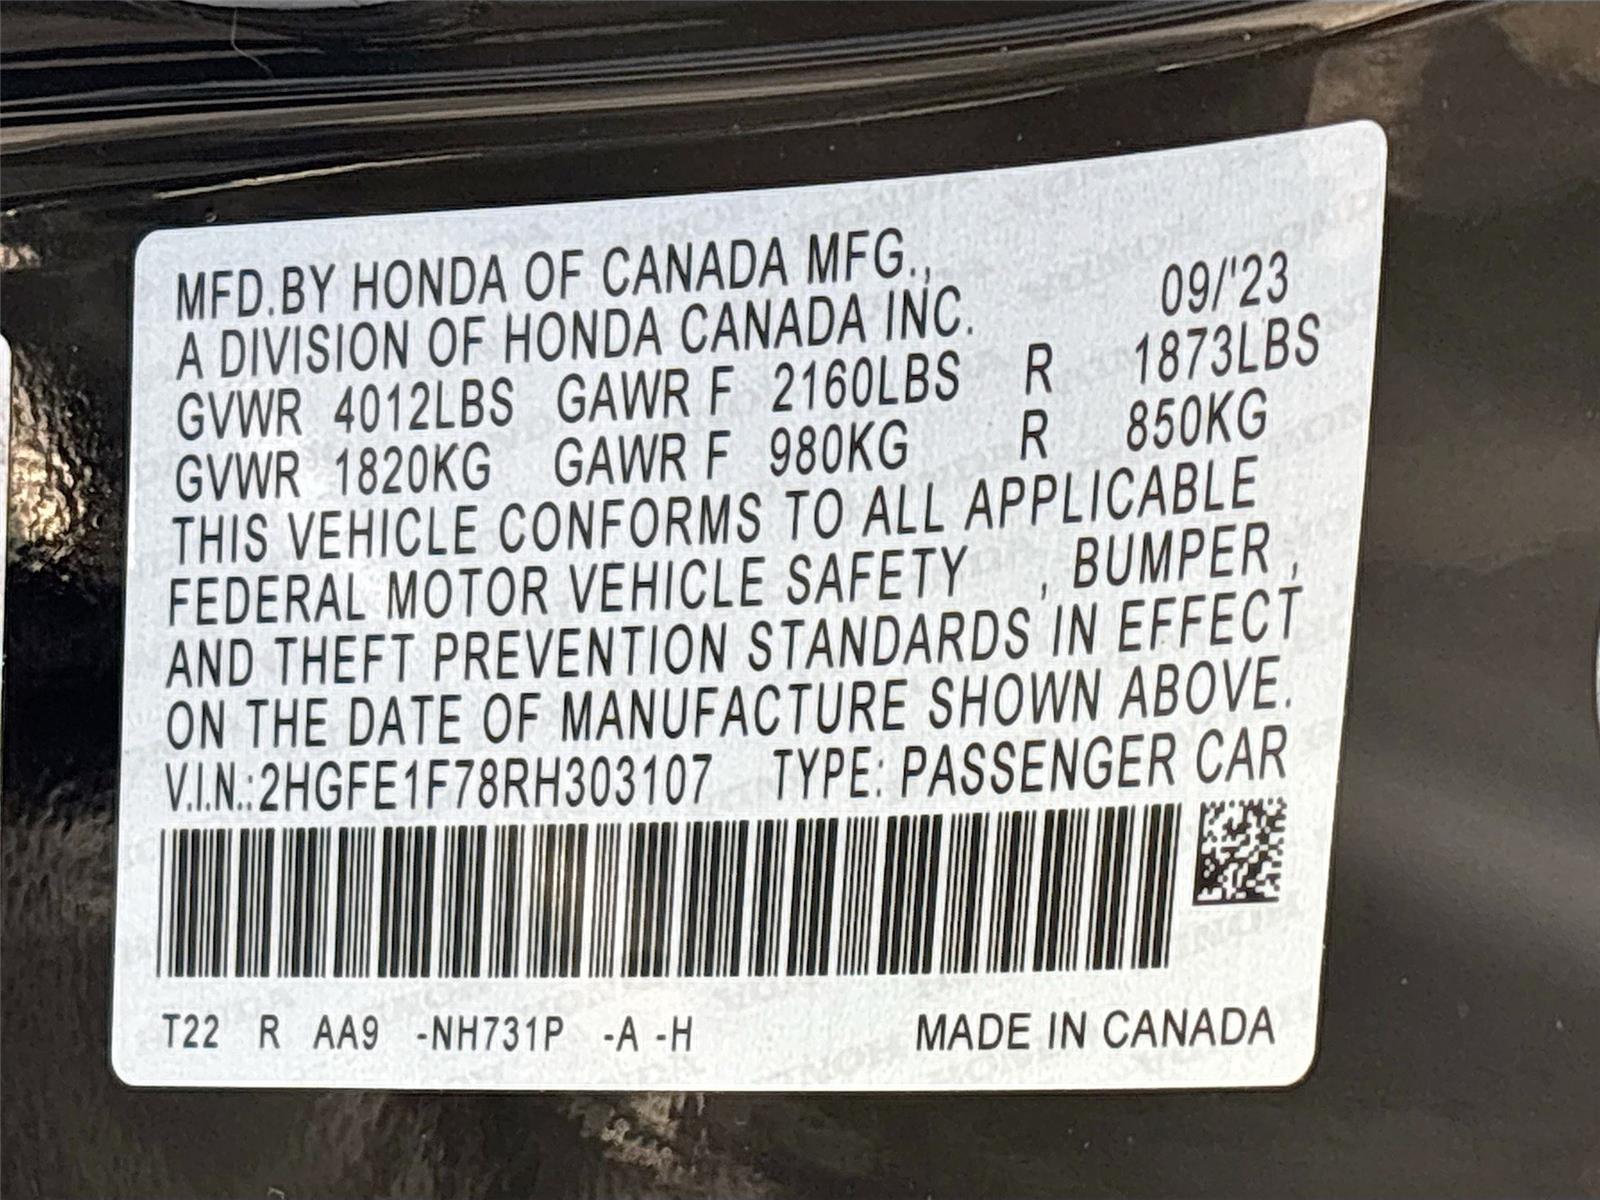 MFD.BY HONDA OF CANADA MFG., 09/'23
A DIVISION OF HONDA CANADA INC.
GVWR 4012LBS GAWR F 2160LBS R 1873LBS
GVWR 1820KG GAWR F 980KG R 850KG
THIS VEHICLE CONFORMS TO ALL APPLICABLE
FEDERAL MOTOR VEHICLE SAFETY , BUMPER ,
AND THEFT PREVENTION STANDARDS IN EFFECT
ON THE DATE OF MANUFACTURE SHOWN ABOVE.
V.I.N.:2HGFE1F78RH303107 TYPE: PASSENGER CAR
T22 R AA9 -NH731P -A -H MADE IN CANADA